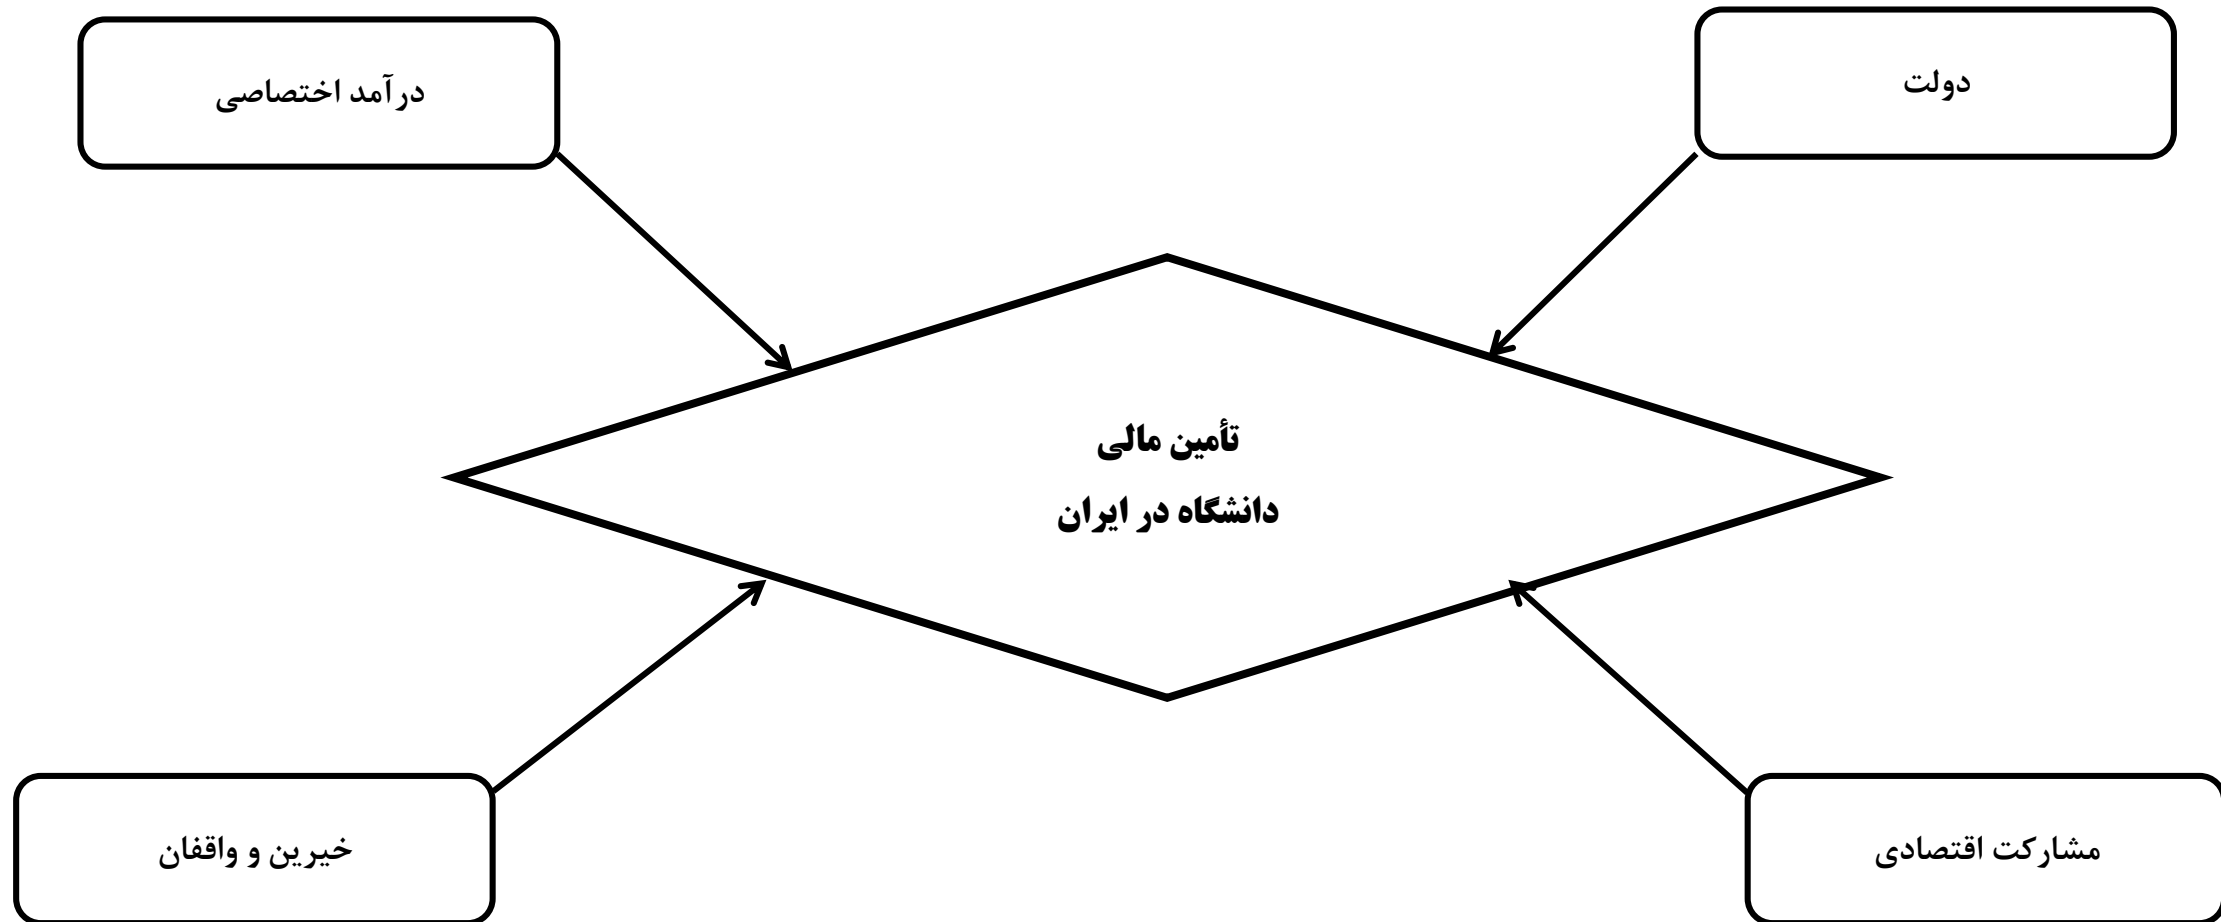 دولت
درآمد اختصاصی
تأمین مالی
دانشگاه در ایران
مشارکت اقتصادی
خیرین و واقفان